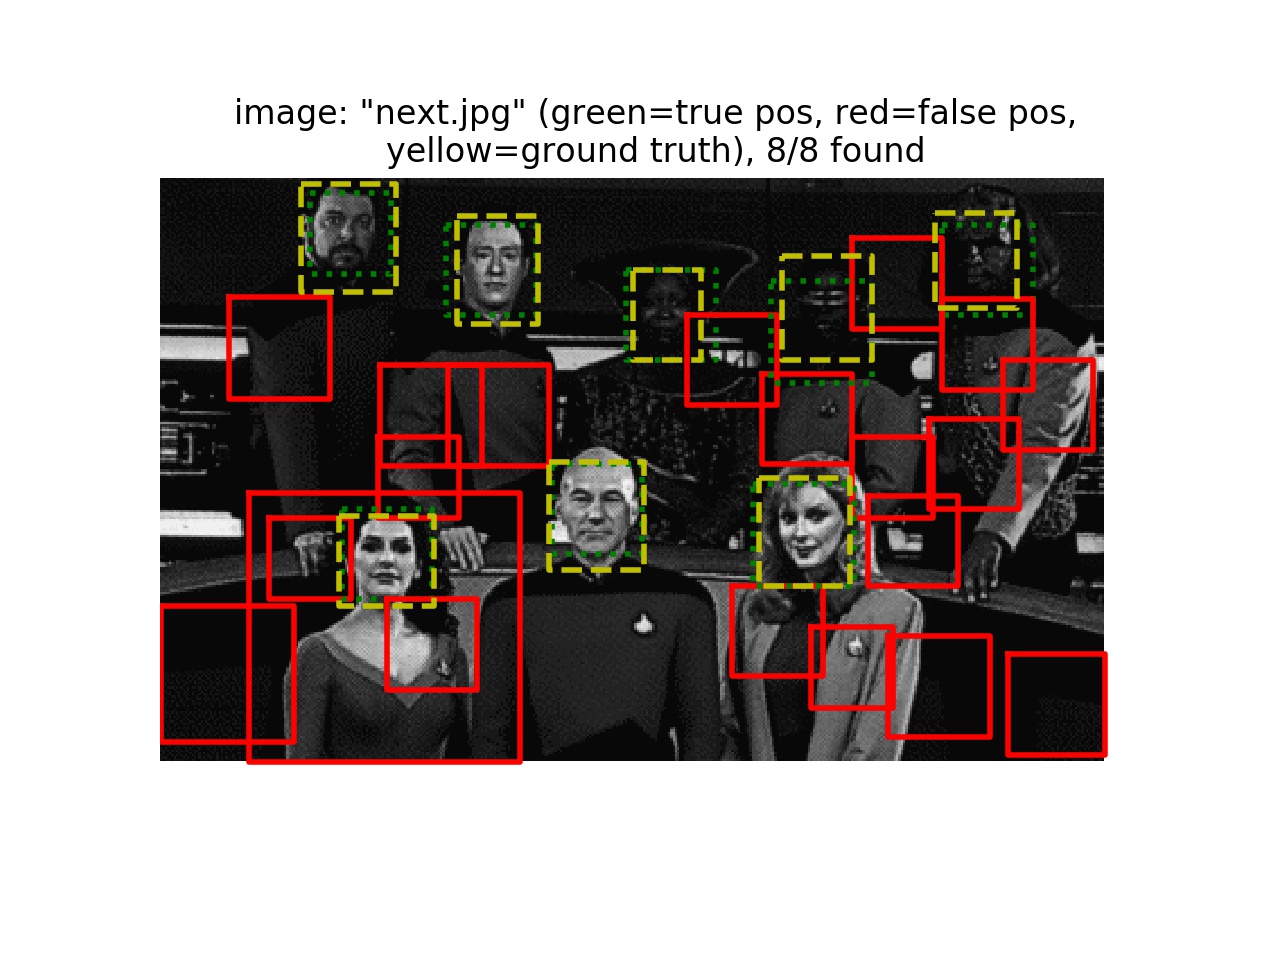 image: "next.jpg" (green=true pos, red=false pos,
yellow=ground truth), 8/8 found